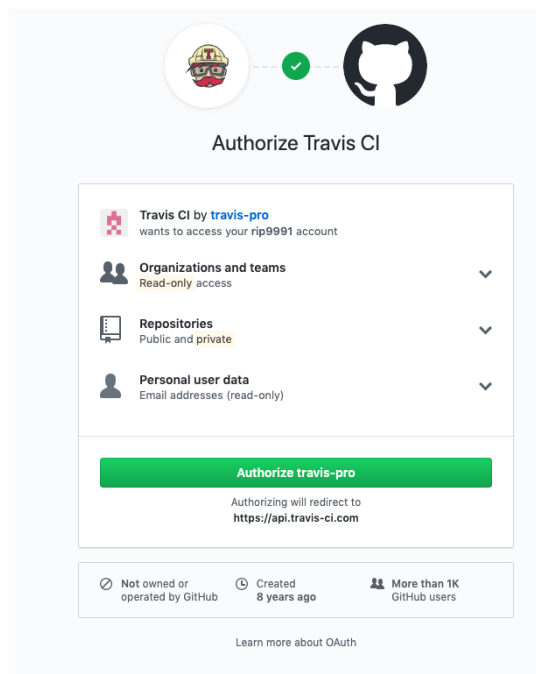 Authorize Travis CI
Travis CI by travis-pro
wants to access your rip9991 account
Organizations and teams
Read-only access
Repositories
Public and private
Personal user data
Email addresses (read-only)
Authorize travis-pro
Authorizing will redirect to
https://api.travis-ci.com
Not owned or
operated by GitHub
Created
8 years ago
More than 1K
GitHub users
Learn more about OAuth